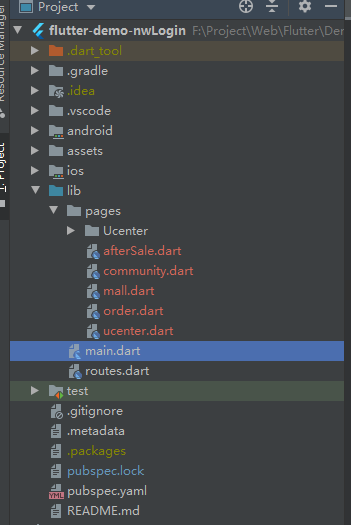 Project
flutter-demo-nwLogin F:\Project\Web\Flutter\Der
.dart_tool
.gradle
.idea
.vscode
android
assets
ios
lib
pages
Ucenter
afterSale.dart
community.dart
mall.dart
order.dart
ucenter.dart
main.dart
routes.dart
test
.gitignore
.metadata
.packages
pubspec.lock
pubspec.yaml
README.md
Resource Manager
1: Project